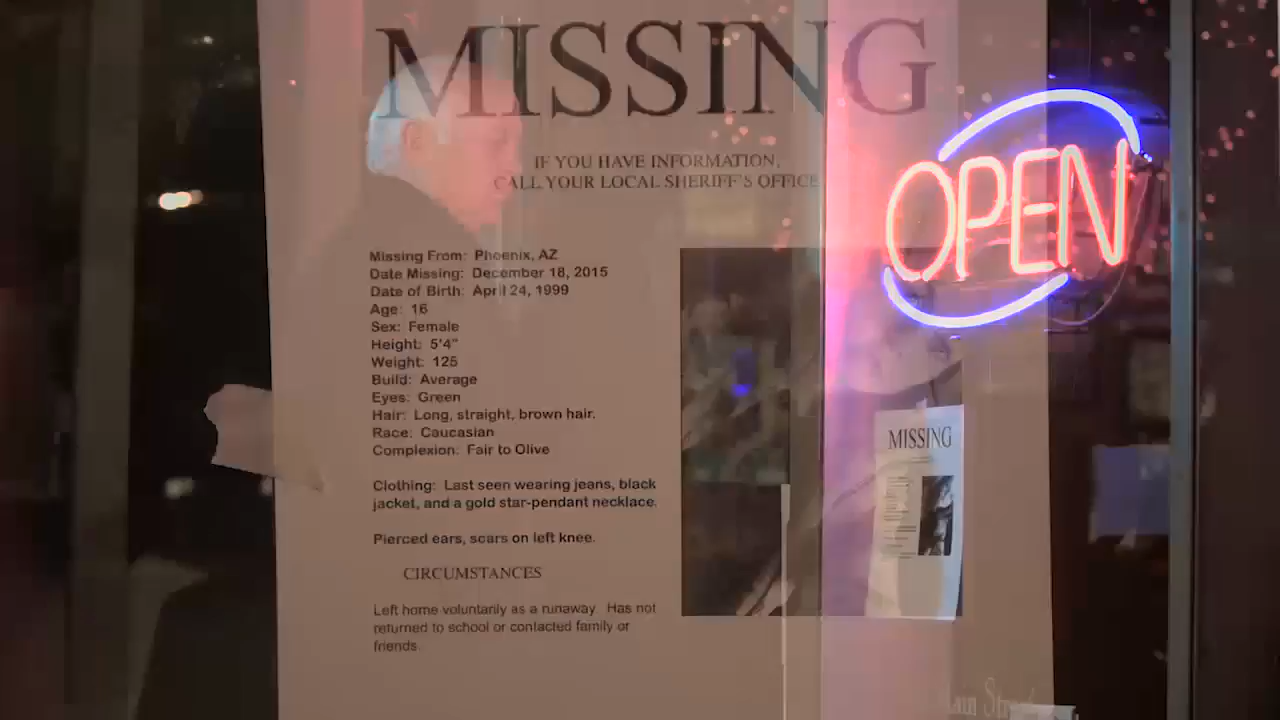 MISSING
IF YOU HAVE INFORMATION,
CALL YOUR LOCAL SHERIFF'S OFFICE
OPEN
Missing From: Phoenix, AZ
Date Missing: December 18, 2015
Date of Birth: April 24, 1999
Age: 16
Sex: Female
Height: 5'4"
Weight: 125
Build: Average
Eyes: Green
Hair: Long, straight, brown hair.
Race: Caucasian
Complexion: Fair to Olive
MISSING
Clothing: Last seen wearing jeans, black
jacket, and a gold star-pendant necklace.
Pierced ears, scars on left knee.
CIRCUMSTANCES
Left home voluntarily as a runaway. Has not
returned to school or contacted family or
friends.